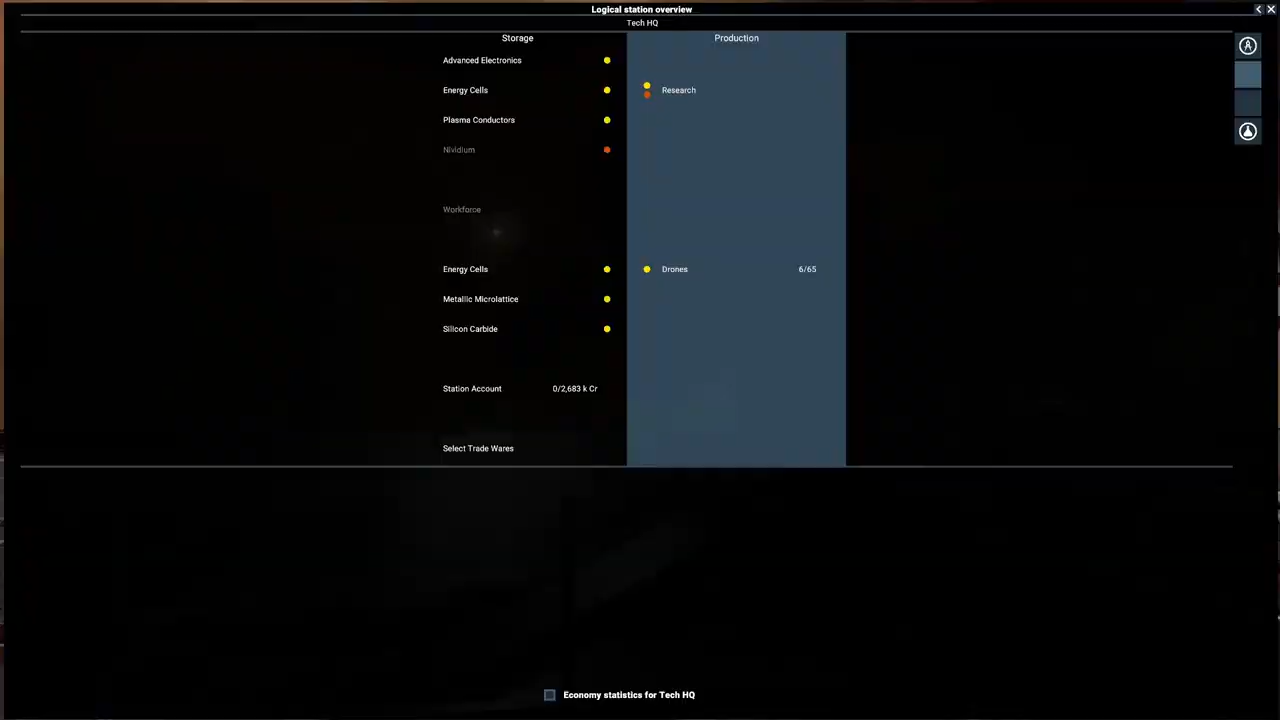 Logical station overview
Tech HQ
Storage
Production
Advanced Electronics
Energy Cells
Research
Plasma Conductors
Nividium
Workforce
Energy Cells
Drones 6/65
Metallic Microlattice
Silicon Carbide
Station Account 0/2,683 k Cr
Select Trade Wares
Economy statistics for Tech HQ